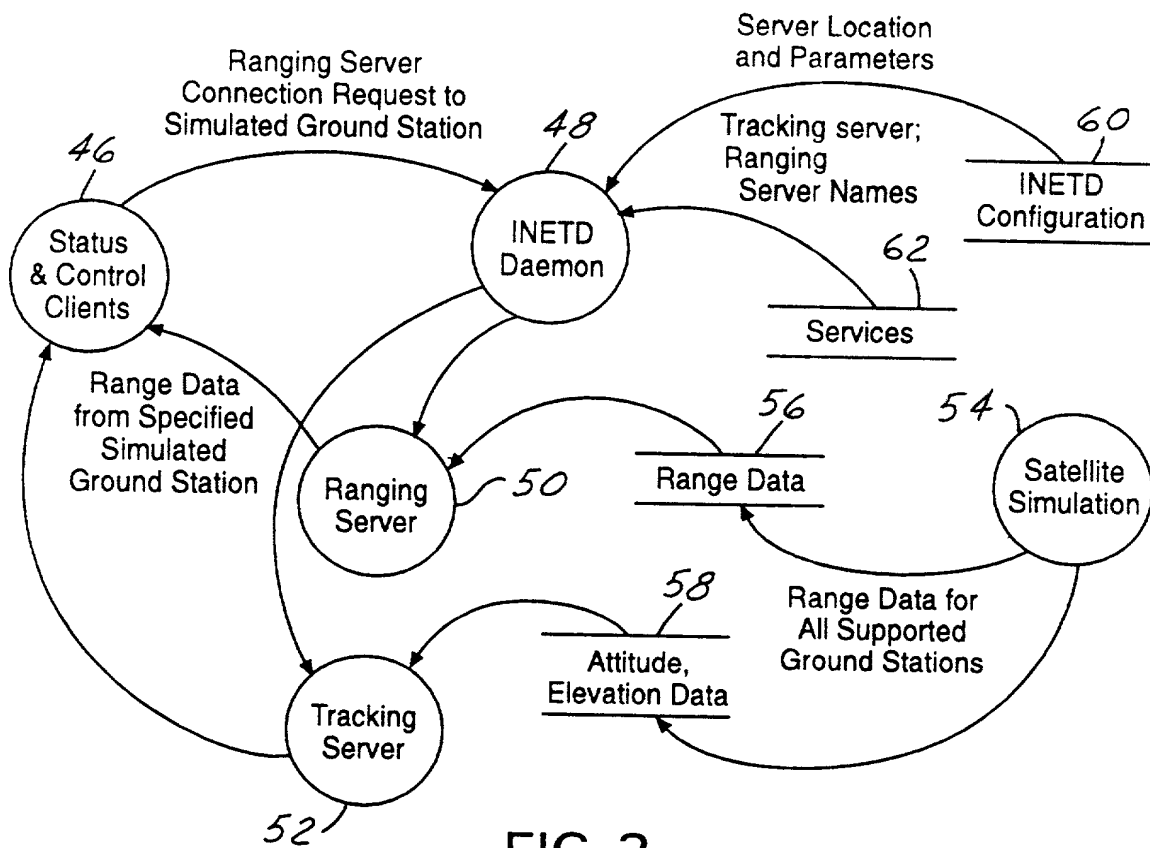 Server Location
and Parameters
Ranging Server
Connection Request to
Simulated Ground Station
48
Tracking server;
Ranging
Server Names
60
INETD
Configuration
46
Status
& Control
Clients
INETD
Daemon
62
Services
Range Data
from Specified
Simulated
Ground Station
56
Range Data
54
Satellite
Simulation
Ranging
Server
50
58
Attitude,
Elevation Data
Range Data for
All Supported
Ground Stations
Tracking
Server
52